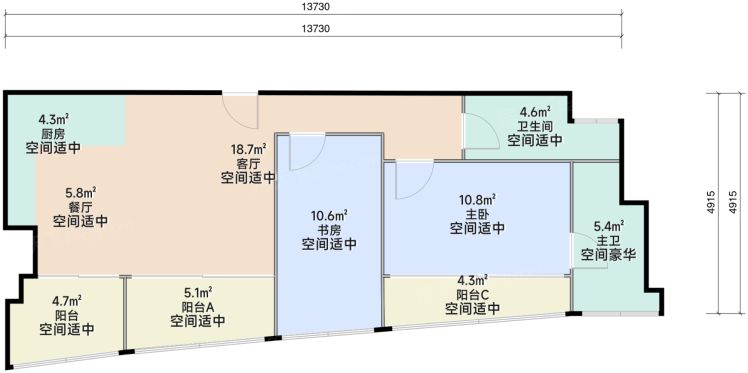 13730
13730
4.3㎡
厨房
空间适中
4.6㎡
卫生间
空间适中
18.7㎡
客厅
空间适中
5.8㎡
餐厅
空间适中
10.6㎡
书房
空间适中
10.8㎡
主卧
空间适中
5.4㎡
主卫
空间豪华
4.7㎡
阳台
空间适中
5.1㎡
阳台A
空间适中
4.3㎡
阳台C
空间适中
4915
4915